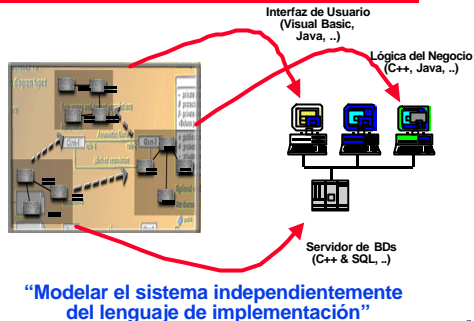 Interfaz de Usuario
(Visual Basic,
Java, ..)
Lógica del Negocio
(C++, Java, ..)
Servidor de BDs
(C++ & SQL, ..)
“Modelar el sistema independientemente
del lenguaje de implementación”